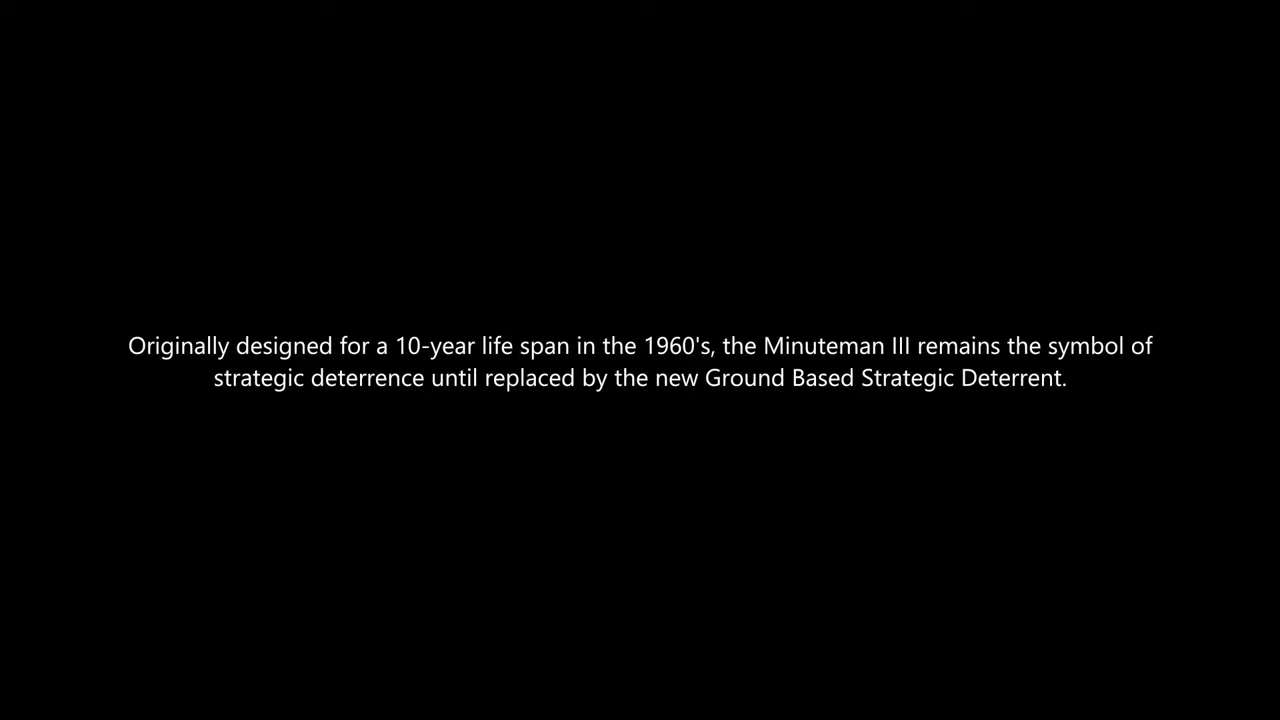 Originally designed for a 10-year life span in the 1960's, the Minuteman III remains the symbol of
strategic deterrence until replaced by the new Ground Based Strategic Deterrent.